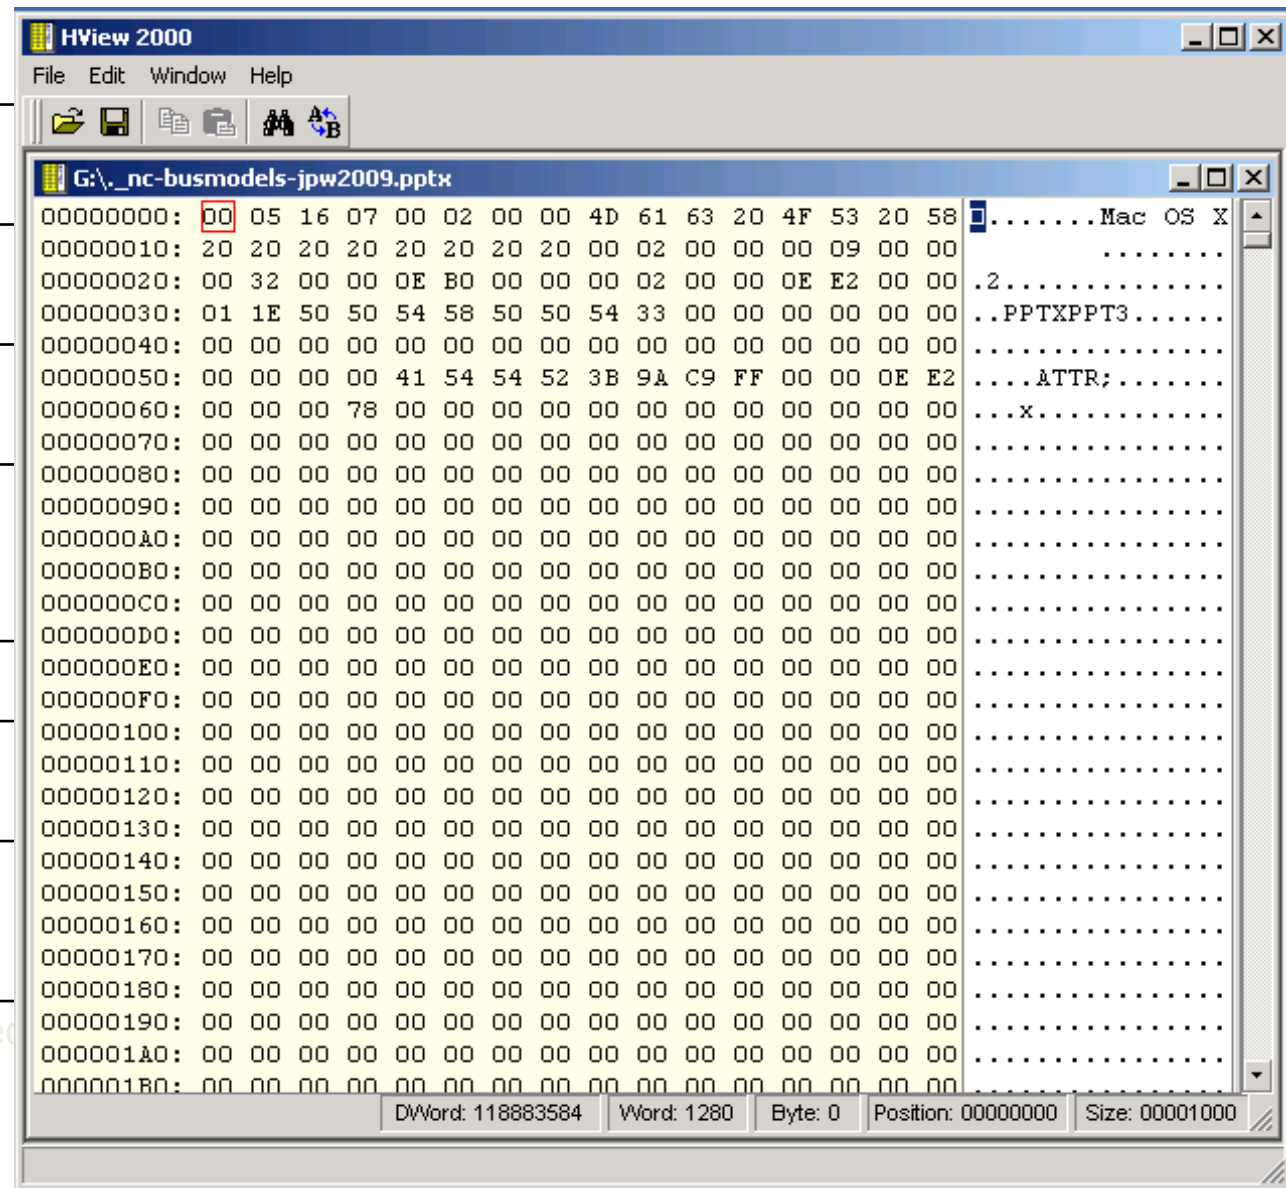 HView 2000
File Edit Window Help
G:\._nc-busmodels-jpw2009.pptx
00000000: 00 05 16 07 00 02 00 00 4D 61 63 20 4F 53 20 58 ........Mac OS X
00000010: 20 20 20 20 20 20 20 20 00 02 00 00 00 09 00 00         ........
00000020: 00 32 00 00 0E B0 00 00 00 02 00 00 0E E2 00 00 .2..............
00000030: 01 1E 50 50 54 58 50 50 54 33 00 00 00 00 00 00 ..PPTXPPT3......
00000040: 00 00 00 00 00 00 00 00 00 00 00 00 00 00 00 00 ................
00000050: 00 00 00 00 41 54 54 52 3B 9A C9 FF 00 00 0E E2 ....ATTR;.......
00000060: 00 00 00 78 00 00 00 00 00 00 00 00 00 00 00 00 ...x............
00000070: 00 00 00 00 00 00 00 00 00 00 00 00 00 00 00 00 ................
00000080: 00 00 00 00 00 00 00 00 00 00 00 00 00 00 00 00 ................
00000090: 00 00 00 00 00 00 00 00 00 00 00 00 00 00 00 00 ................
000000A0: 00 00 00 00 00 00 00 00 00 00 00 00 00 00 00 00 ................
000000B0: 00 00 00 00 00 00 00 00 00 00 00 00 00 00 00 00 ................
000000C0: 00 00 00 00 00 00 00 00 00 00 00 00 00 00 00 00 ................
000000D0: 00 00 00 00 00 00 00 00 00 00 00 00 00 00 00 00 ................
000000E0: 00 00 00 00 00 00 00 00 00 00 00 00 00 00 00 00 ................
000000F0: 00 00 00 00 00 00 00 00 00 00 00 00 00 00 00 00 ................
00000100: 00 00 00 00 00 00 00 00 00 00 00 00 00 00 00 00 ................
00000110: 00 00 00 00 00 00 00 00 00 00 00 00 00 00 00 00 ................
00000120: 00 00 00 00 00 00 00 00 00 00 00 00 00 00 00 00 ................
00000130: 00 00 00 00 00 00 00 00 00 00 00 00 00 00 00 00 ................
00000140: 00 00 00 00 00 00 00 00 00 00 00 00 00 00 00 00 ................
00000150: 00 00 00 00 00 00 00 00 00 00 00 00 00 00 00 00 ................
00000160: 00 00 00 00 00 00 00 00 00 00 00 00 00 00 00 00 ................
00000170: 00 00 00 00 00 00 00 00 00 00 00 00 00 00 00 00 ................
00000180: 00 00 00 00 00 00 00 00 00 00 00 00 00 00 00 00 ................
00000190: 00 00 00 00 00 00 00 00 00 00 00 00 00 00 00 00 ................
000001A0: 00 00 00 00 00 00 00 00 00 00 00 00 00 00 00 00 ................
000001B0: 00 00 00 00 00 00 00 00 00 00 00 00 00 00 00 00 ................
DWord: 118883584 Word: 1280 Byte: 0 Position: 00000000 Size: 00001000